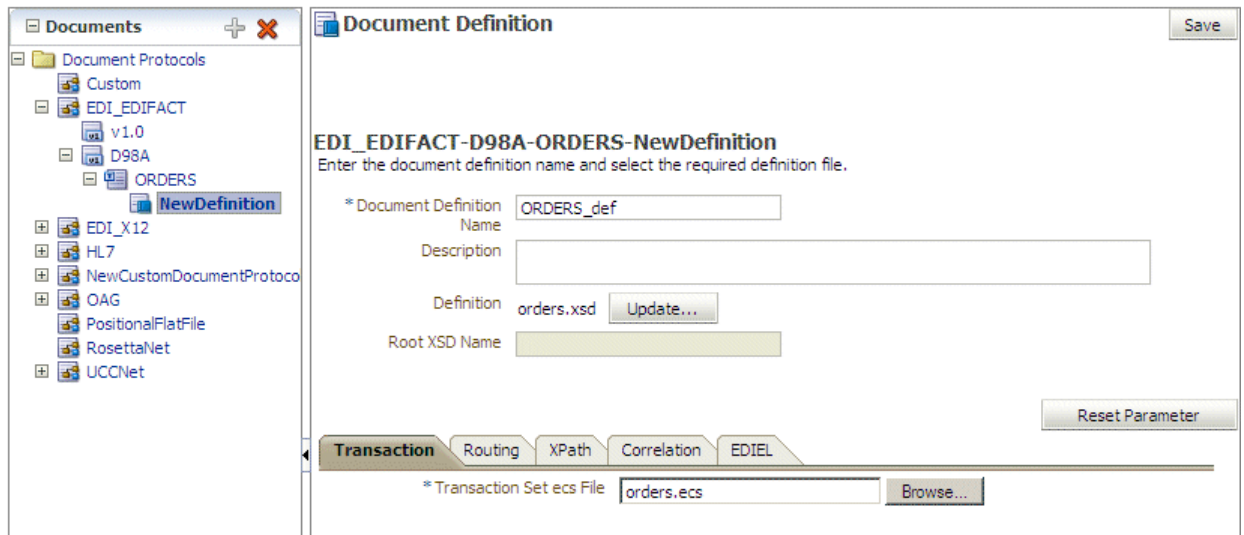 Documents
Document Protocols
Custom
EDI_EDIFACT
v1.0
D98A
ORDERS
NewDefinition
EDI_X12
HL7
NewCustomDocumentProtoco
OAG
PositionalFlatFile
RosettaNet
UCCNet
Document Definition
Save
EDI_EDIFACT-D98A-ORDERS-NewDefinition
Enter the document definition name and select the required definition file.
* Document Definition Name ORDERS_def
Description
Definition orders.xsd Update...
Root XSD Name
Reset Parameter
Transaction Routing XPath Correlation EDIEL
* Transaction Set ecs File orders.ecs Browse...